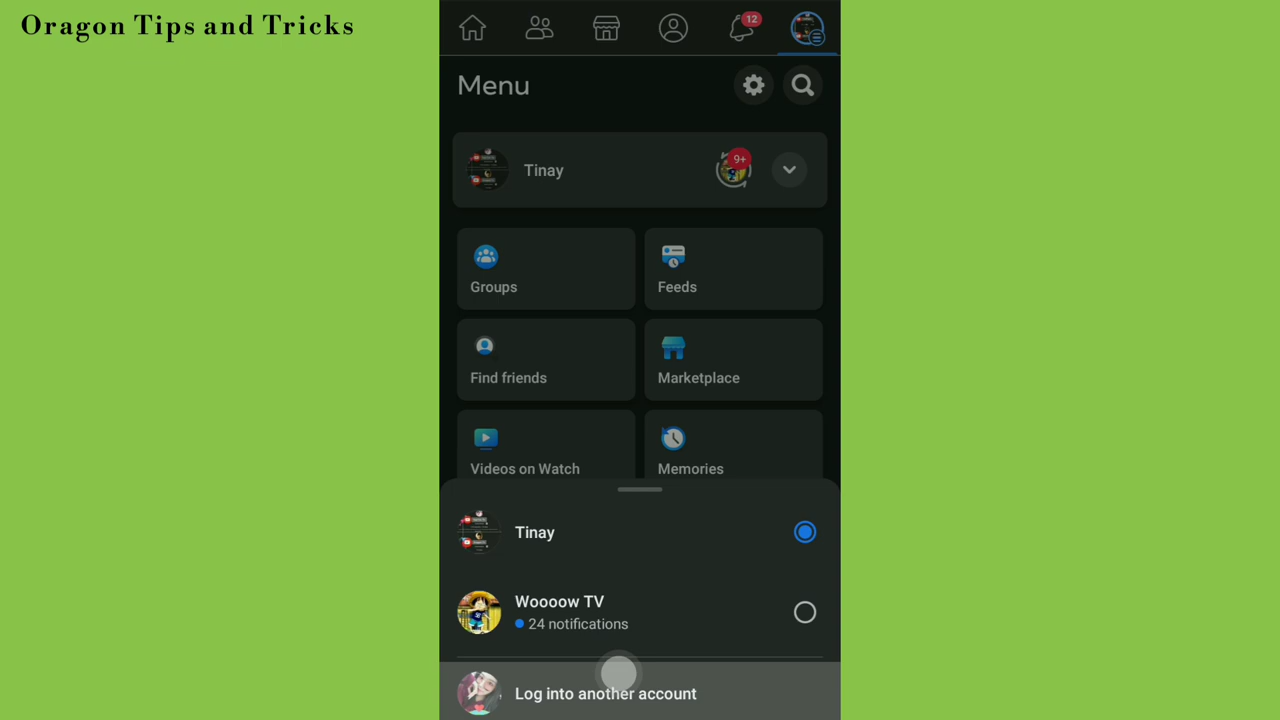 Oragon Tips and Tricks
12
Menu
Tinay
9+
Groups
Feeds
Find friends
Marketplace
Videos on Watch
Memories
Tinay
Woooow TV
24 notifications
Log into another account